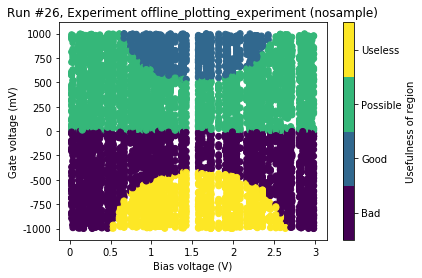 Run #26, Experiment offline_plotting_experiment (nosample)
1000
750
500
250
0
-250
-500
-750
-1000
Gate voltage (mV)
0
0.5
1
1.5
2
2.5
3
Bias voltage (V)
Useless
Possible
Good
Bad
Usefulness of region